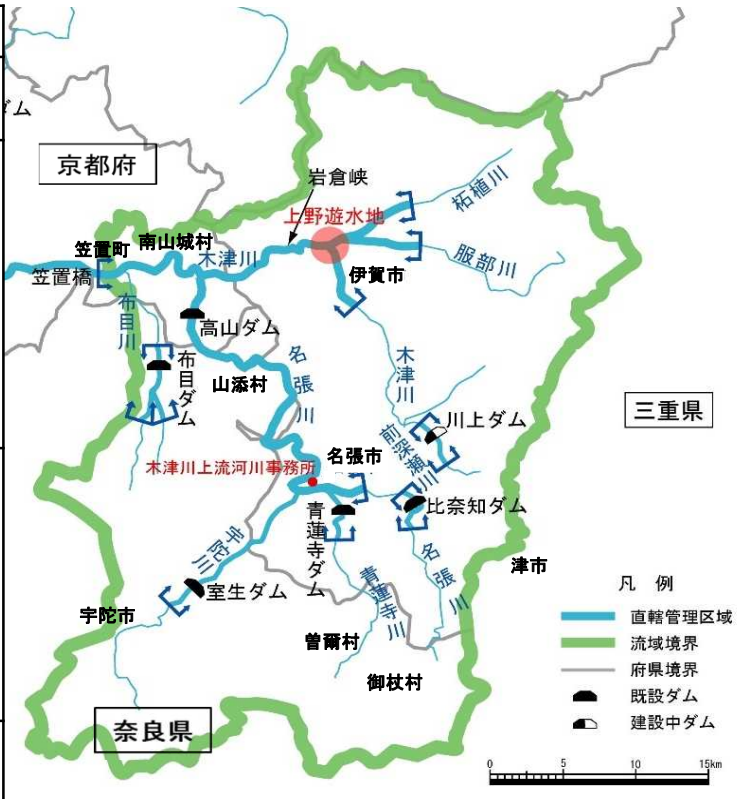 ダム
京都府
岩倉峡
柘植川
上野遊水地
南山城村
笠置町
木津川
服部川
笠置橋
伊賀市
布目川
高山ダム
名張川
木津川
布目ダム
山添村
三重県
川上ダム
前深瀬川
名張市
木津川上流河川事務所
比奈知ダム
青蓮寺ダム
宇陀川
名張川
津市
室生ダム
青蓮寺川
宇陀市
曽爾村
御杖村
奈良県
凡 例
直轄管理区域
流域境界
府県境界
既設ダム
建設中ダム
0 5 10 15km